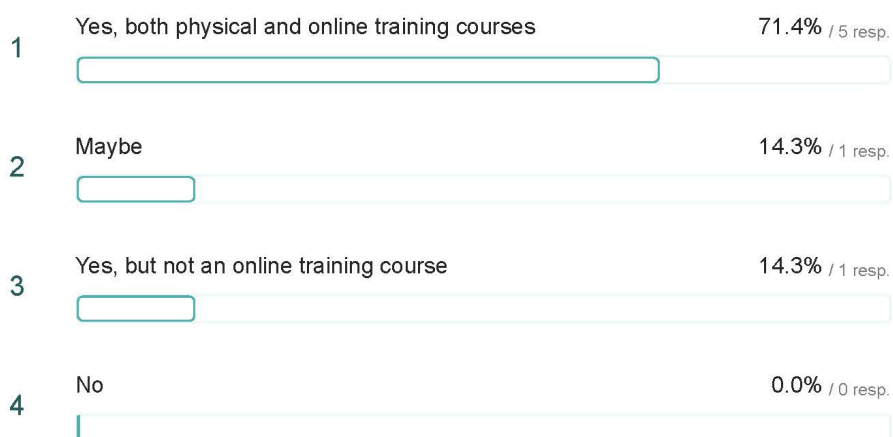 1 Yes, both physical and online training courses 71.4% / 5 resp.
2 Maybe 14.3% / 1 resp.
3 Yes, but not an online training course 14.3% / 1 resp.
4 No 0.0% / 0 resp.